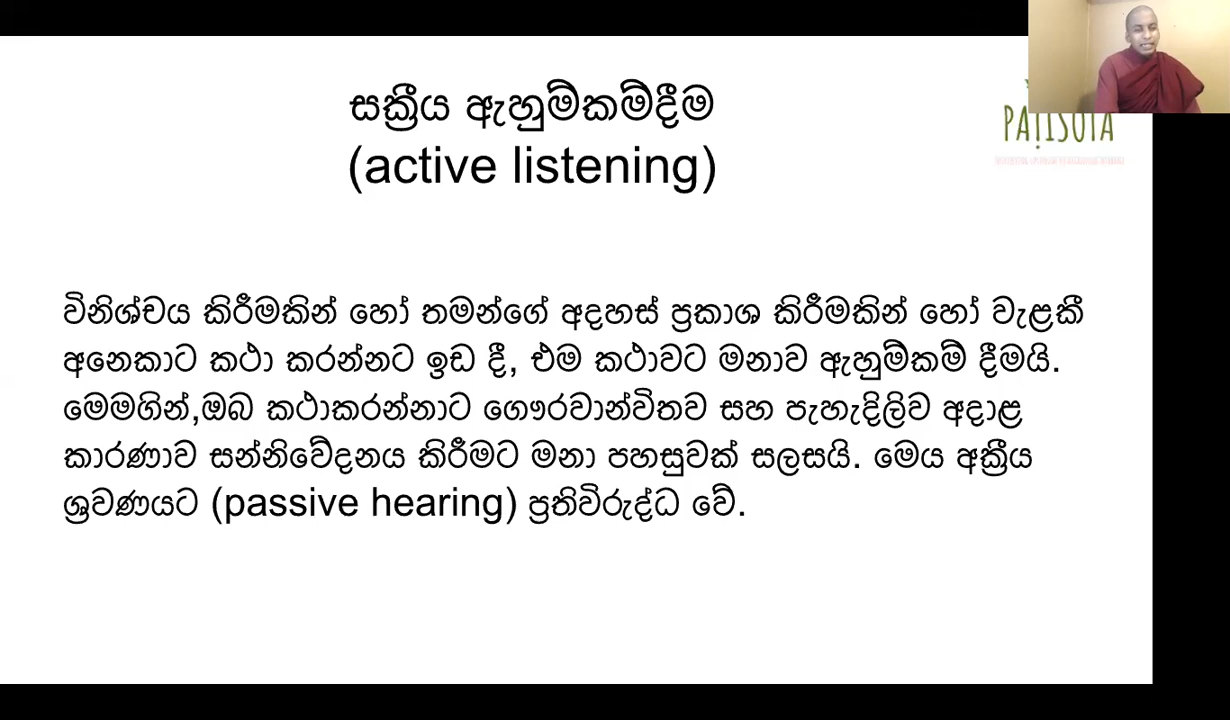 සක්‍රීය ඇහුම්කම්දීම
(active listening)
PAṬISOTA
විනිශ්චය කිරීමකින් හෝ තමන්ගේ අදහස් ප්‍රකාශ කිරීමකින් හෝ වැළකී
අනෙකාට කථා කරන්නට ඉඩ දී, එම කථාවට මනාව ඇහුම්කම් දීමයි.
මෙමගින්,ඔබ කථාකරන්නාට ගෞරවාන්විතව සහ පැහැදිලිව අදාළ
කාරණාව සන්නිවේදනය කිරීමට මනා පහසුවක් සලසයි. මෙය අක්‍රීය
ශ්‍රවණයට (passive hearing) ප්‍රතිවිරුද්ධ වේ.